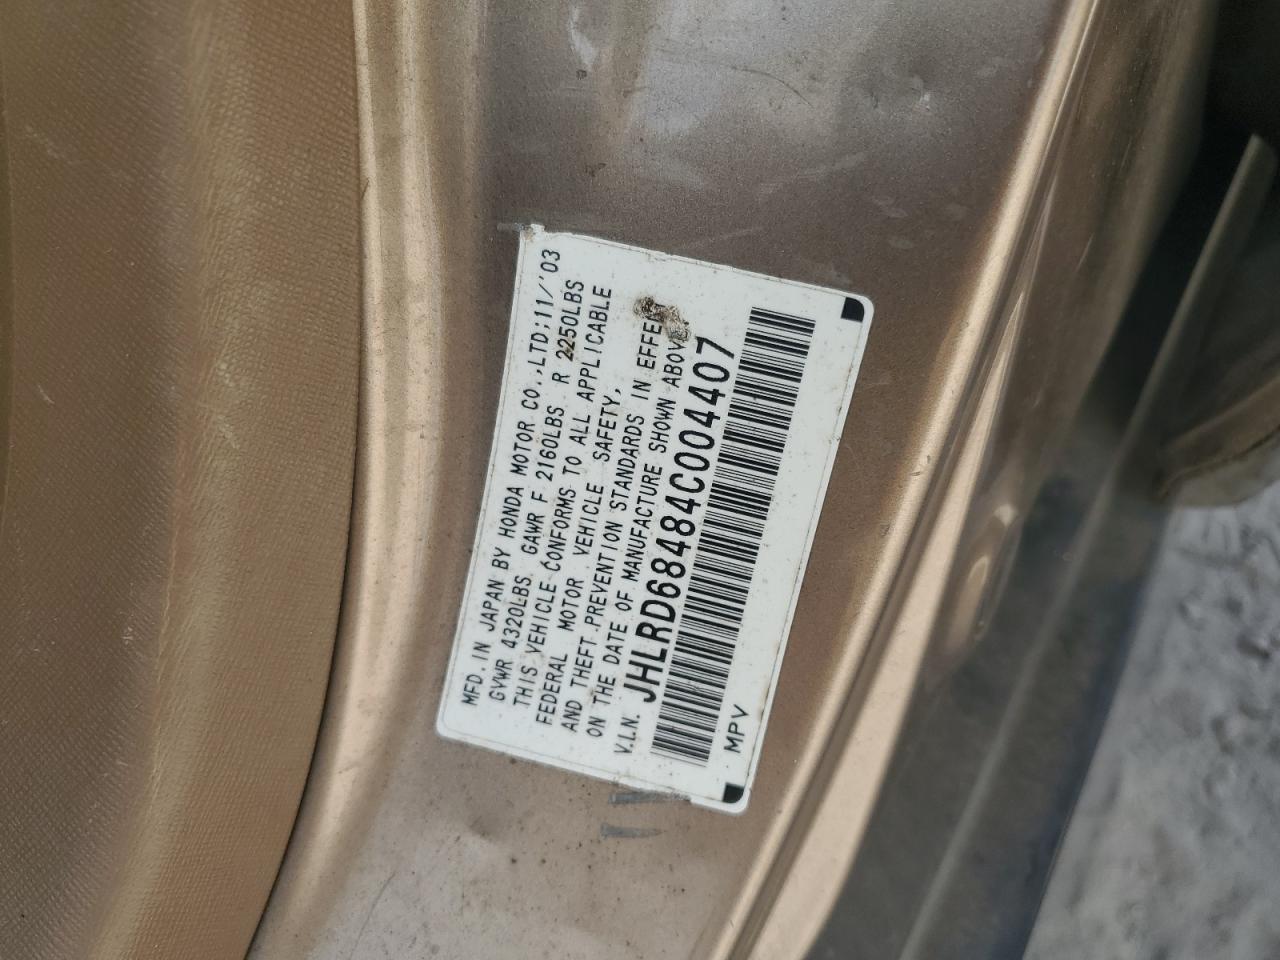 MFD. IN JAPAN BY HONDA MOTOR CO.,LTD:11/'03
GVWR 4320LBS GAWR F 2160LBS R 2250LBS
THIS VEHICLE CONFORMS TO ALL APPLICABLE
FEDERAL MOTOR VEHICLE SAFETY,
AND THEFT PREVENTION STANDARDS IN EFFECT
ON THE DATE OF MANUFACTURE SHOWN ABOVE.
V.I.N. JHLRD68484C004407
MPV